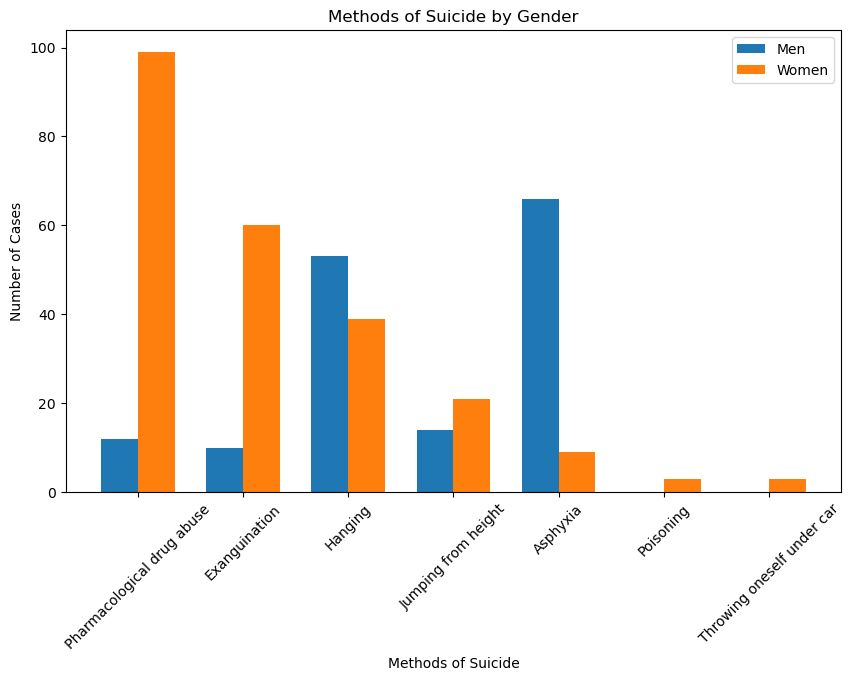 Methods of Suicide by Gender
Men
Women
100
80
60
40
20
0
Number of Cases
Pharmacological drug abuse
Exanguination
Hanging
Jumping from height
Asphyxia
Poisoning
Throwing oneself under car
Methods of Suicide